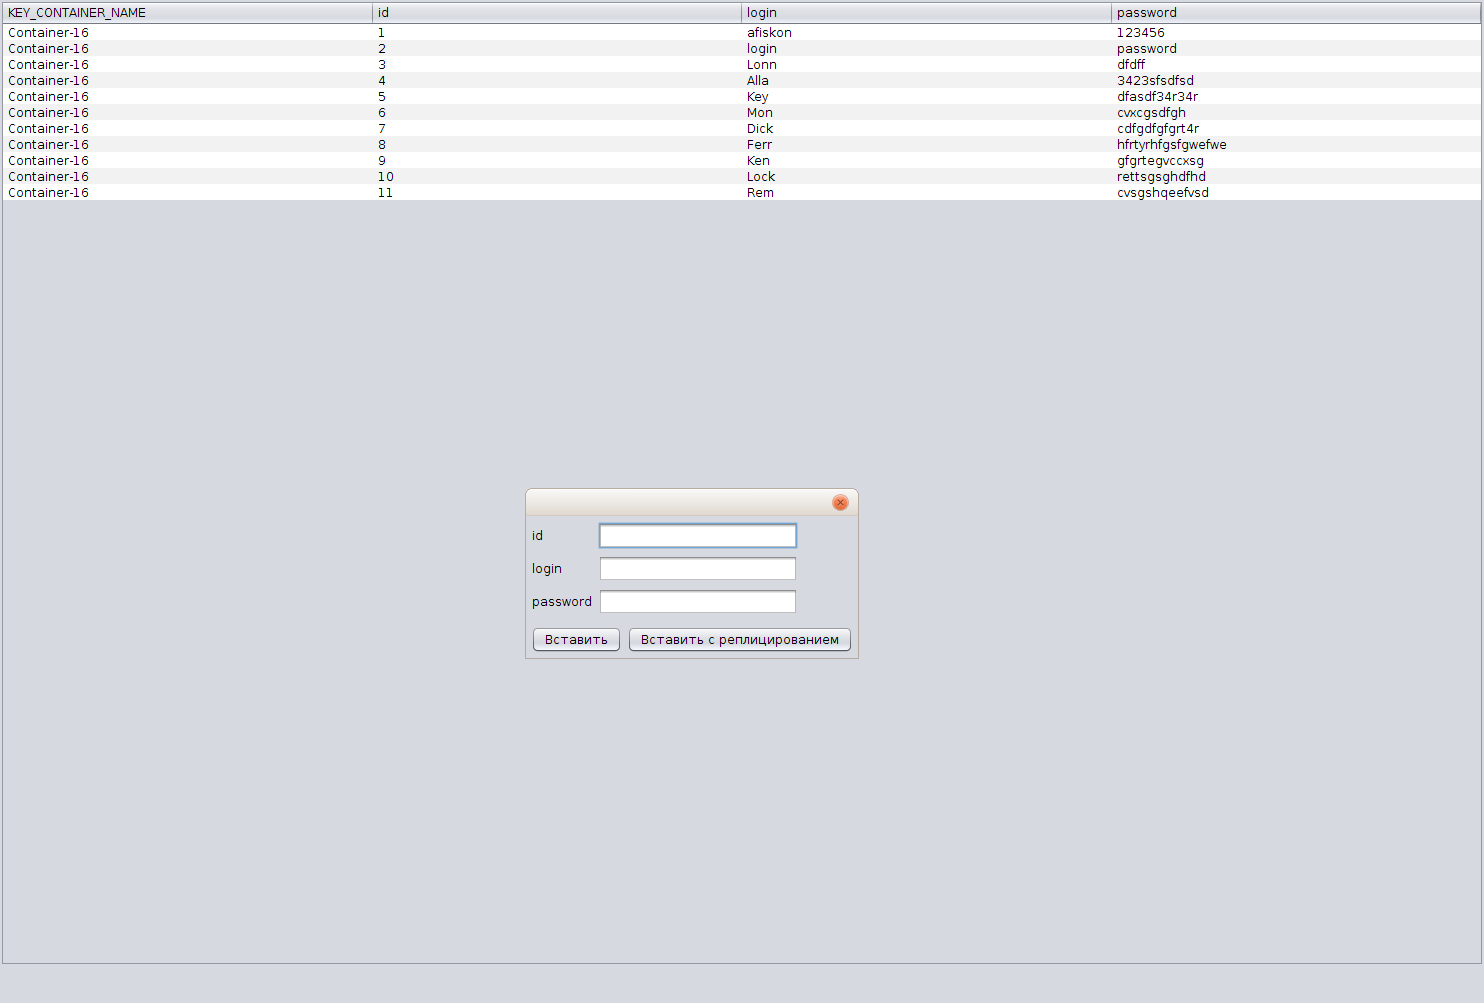 KEY_CONTAINER_NAME id login password
Container-16 1 afiskon 123456
Container-16 2 login password
Container-16 3 Lonn dfdff
Container-16 4 Alla 3423sfsdfsd
Container-16 5 Key dfasdf34r34r
Container-16 6 Mon cvxcgsdfgh
Container-16 7 Dick cdfgdfgfgrt4r
Container-16 8 Ferr hfrtyrhfgsfgwefwe
Container-16 9 Ken gfgrtegvccxsg
Container-16 10 Lock rettsgsghdfhd
Container-16 11 Rem cvsgshqeefvsd
id
login
password
Вставить Вставить с реплицированием